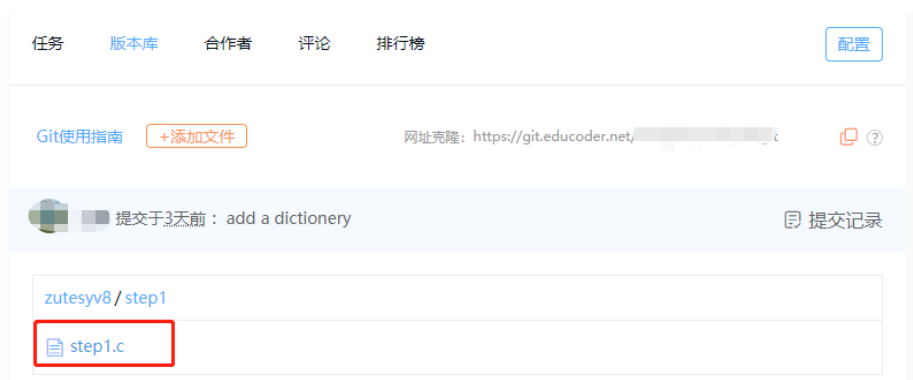 任务 版本库 合作者 评论 排行榜 配置
Git使用指南 +添加文件 网址克隆：https://git.educoder.net/
提交于3天前：add a dictionery 提交记录
zutesyv8/step1
step1.c